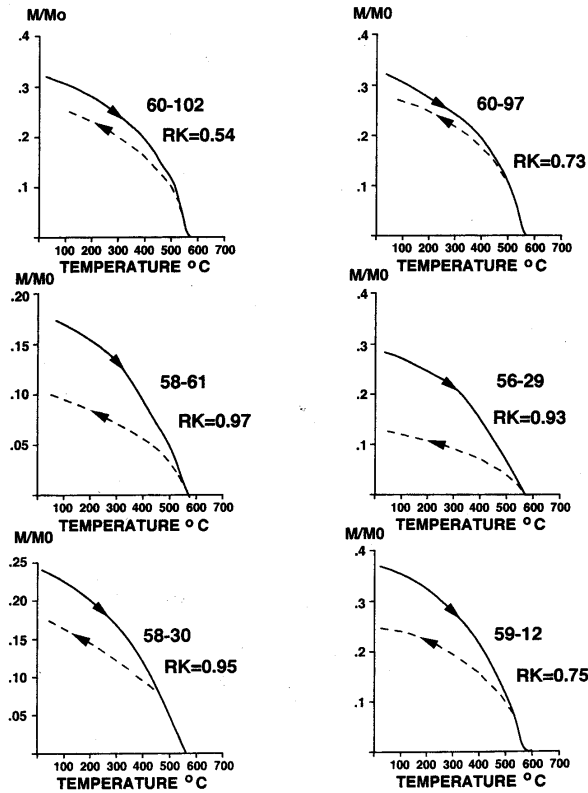 M/Mo
.4
.3
.2
.1
60-102
RK=0.54
100 200 300 400 500 600 700
TEMPERATURE °C
M/M0
.4
.3
.2
.1
60-97
RK=0.73
100 200 300 400 500 600 700
TEMPERATURE °C
M/M0
.20
.15
.10
.05
58-61
RK=0.97
100 200 300 400 500 600 700
TEMPERATURE °C
M/M0
.4
.3
.2
.1
56-29
RK=0.93
100 200 300 400 500 600 700
TEMPERATURE °C
M/M0
.25
.20
.15
.10
.05
58-30
RK=0.95
100 200 300 400 500 600 700
TEMPERATURE °C
M/M0
.4
.3
.2
.1
59-12
RK=0.75
100 200 300 400 500 600 700
TEMPERATURE °C